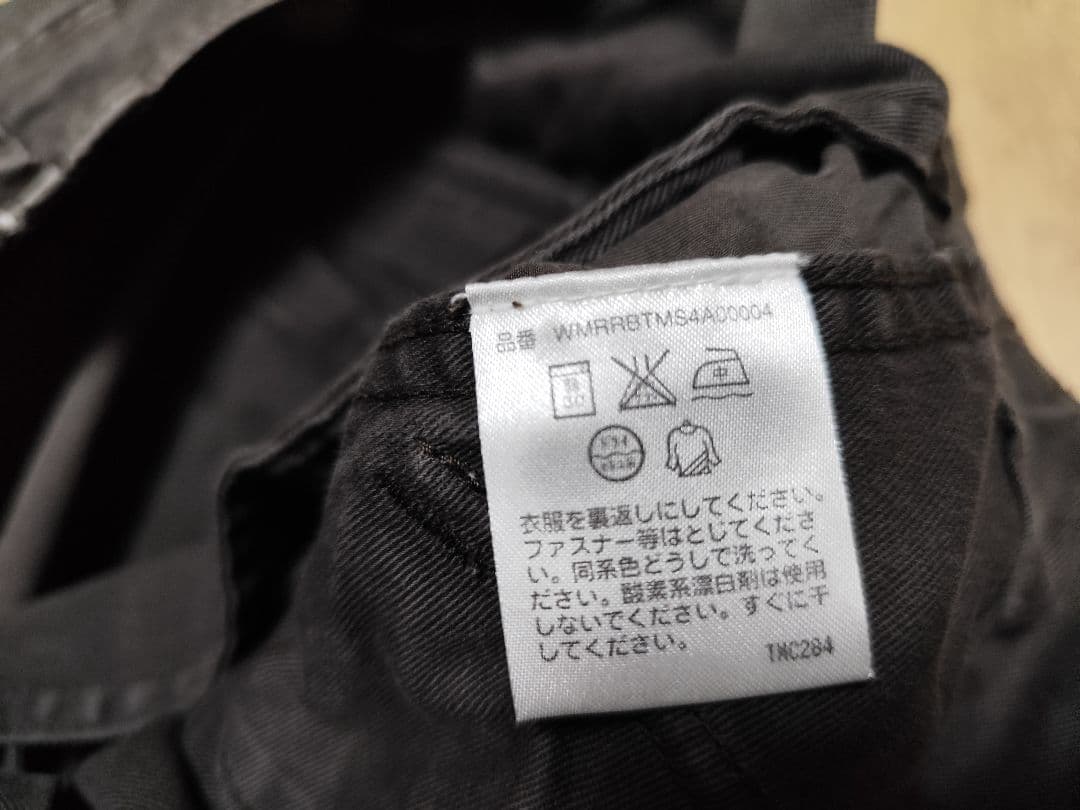 品番 WMRRBTMS4A00004
中
衣服を裏返しにしてください。
ファスナー等はとじてくださ
い。同系色どうしで洗ってく
ださい。酸素系漂白剤は使用
しないでください。すぐに干
してください。
TNC284